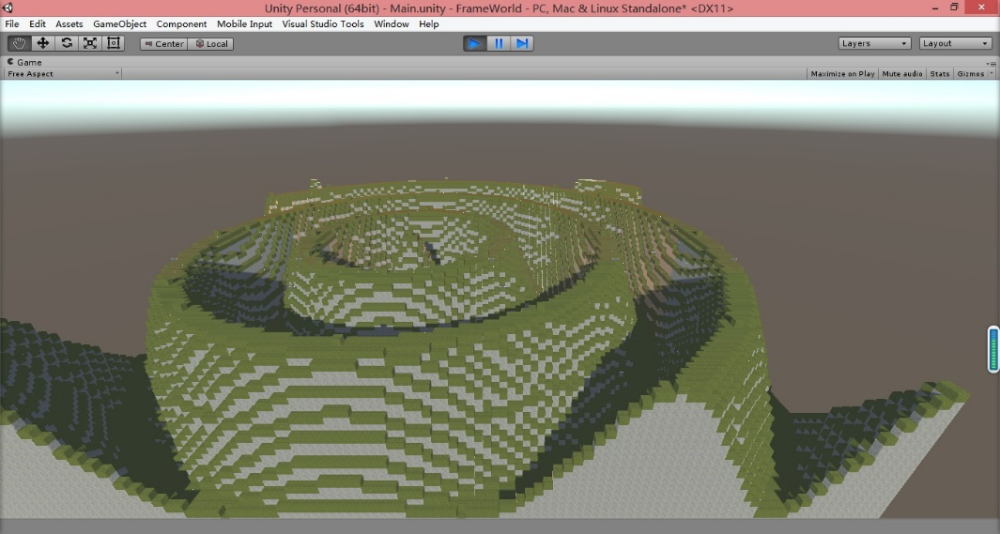 Unity Personal (64bit) - Main.unity - FrameWorld - PC, Mac & Linux Standalone* <DX11>
File Edit Assets GameObject Component Mobile Input Visual Studio Tools Window Help
Center Local Layers Layout
Game
Free Aspect Maximize on Play Mute audio Stats Gizmos